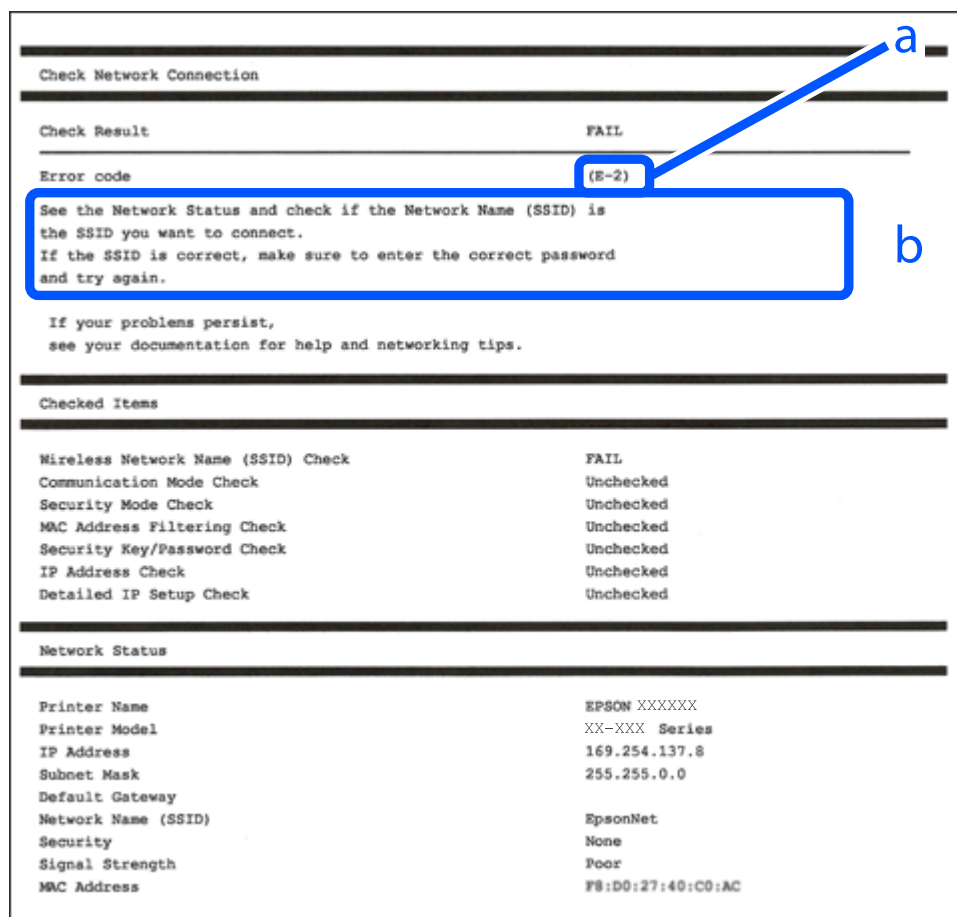 a
Check Network Connection
Check Result FAIL
Error code (E-2)
See the Network Status and check if the Network Name (SSID) is
the SSID you want to connect.
If the SSID is correct, make sure to enter the correct password
and try again.
b
If your problems persist,
see your documentation for help and networking tips.
Checked Items
Wireless Network Name (SSID) Check FAIL
Communication Mode Check Unchecked
Security Mode Check Unchecked
MAC Address Filtering Check Unchecked
Security Key/Password Check Unchecked
IP Address Check Unchecked
Detailed IP Setup Check Unchecked
Network Status
Printer Name EPSON XXXXXX
Printer Model XX-XXX Series
IP Address 169.254.137.8
Subnet Mask 255.255.0.0
Default Gateway
Network Name (SSID) EpsonNet
Security None
Signal Strength Poor
MAC Address F8:D0:27:40:C0:AC